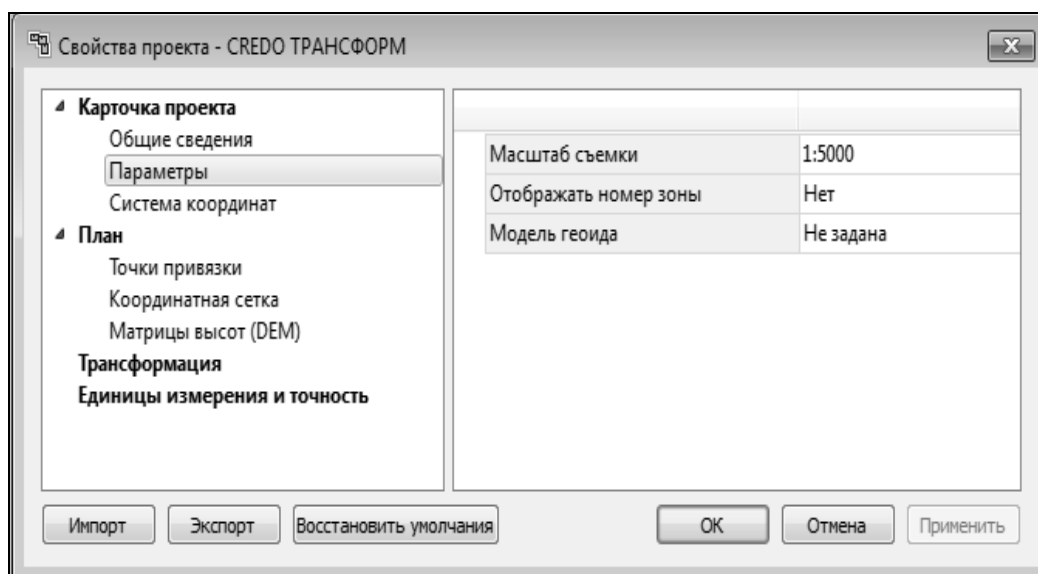 Свойства проекта - CREDO ТРАНСФОРМ
Карточка проекта
Общие сведения
Параметры
Система координат
План
Точки привязки
Координатная сетка
Матрицы высот (DEM)
Трансформация
Единицы измерения и точность
Масштаб съемки 1:5000
Отображать номер зоны Нет
Модель геоида Не задана
Импорт Экспорт Восстановить умолчания OK Отмена Применить